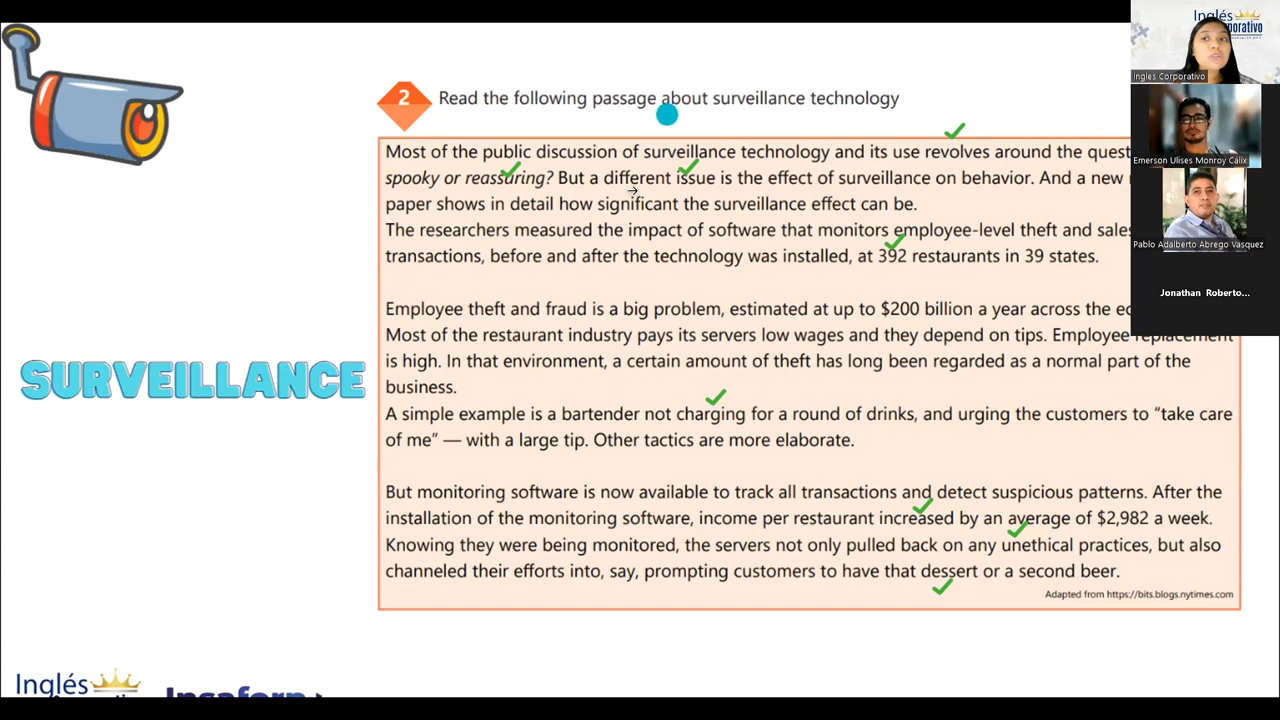 Inglés
Corporativo
Ingles Corporativo
2
Read the following passage about surveillance technology
Most of the public discussion of surveillance technology and its use revolves around the quest
Emerson Ulises Monroy Cálix
spooky or reassuring? But a different issue is the effect of surveillance on behavior. And a new
paper shows in detail how significant the surveillance effect can be.
The researchers measured the impact of software that monitors employee-level theft and sales
Pablo Adalberto Abrego Vasquez
transactions, before and after the technology was installed, at 392 restaurants in 39 states.
Jonathan Roberto...
Employee theft and fraud is a big problem, estimated at up to $200 billion a year across the ec
Most of the restaurant industry pays its servers low wages and they depend on tips. Employee replacement
is high. In that environment, a certain amount of theft has long been regarded as a normal part of the
business.
SURVEILLANCE
A simple example is a bartender not charging for a round of drinks, and urging the customers to “take care
of me” — with a large tip. Other tactics are more elaborate.
But monitoring software is now available to track all transactions and detect suspicious patterns. After the
installation of the monitoring software, income per restaurant increased by an average of $2,982 a week.
Knowing they were being monitored, the servers not only pulled back on any unethical practices, but also
channeled their efforts into, say, prompting customers to have that dessert or a second beer.
Adapted from https://bits.blogs.nytimes.com
Inglés
Insaforp